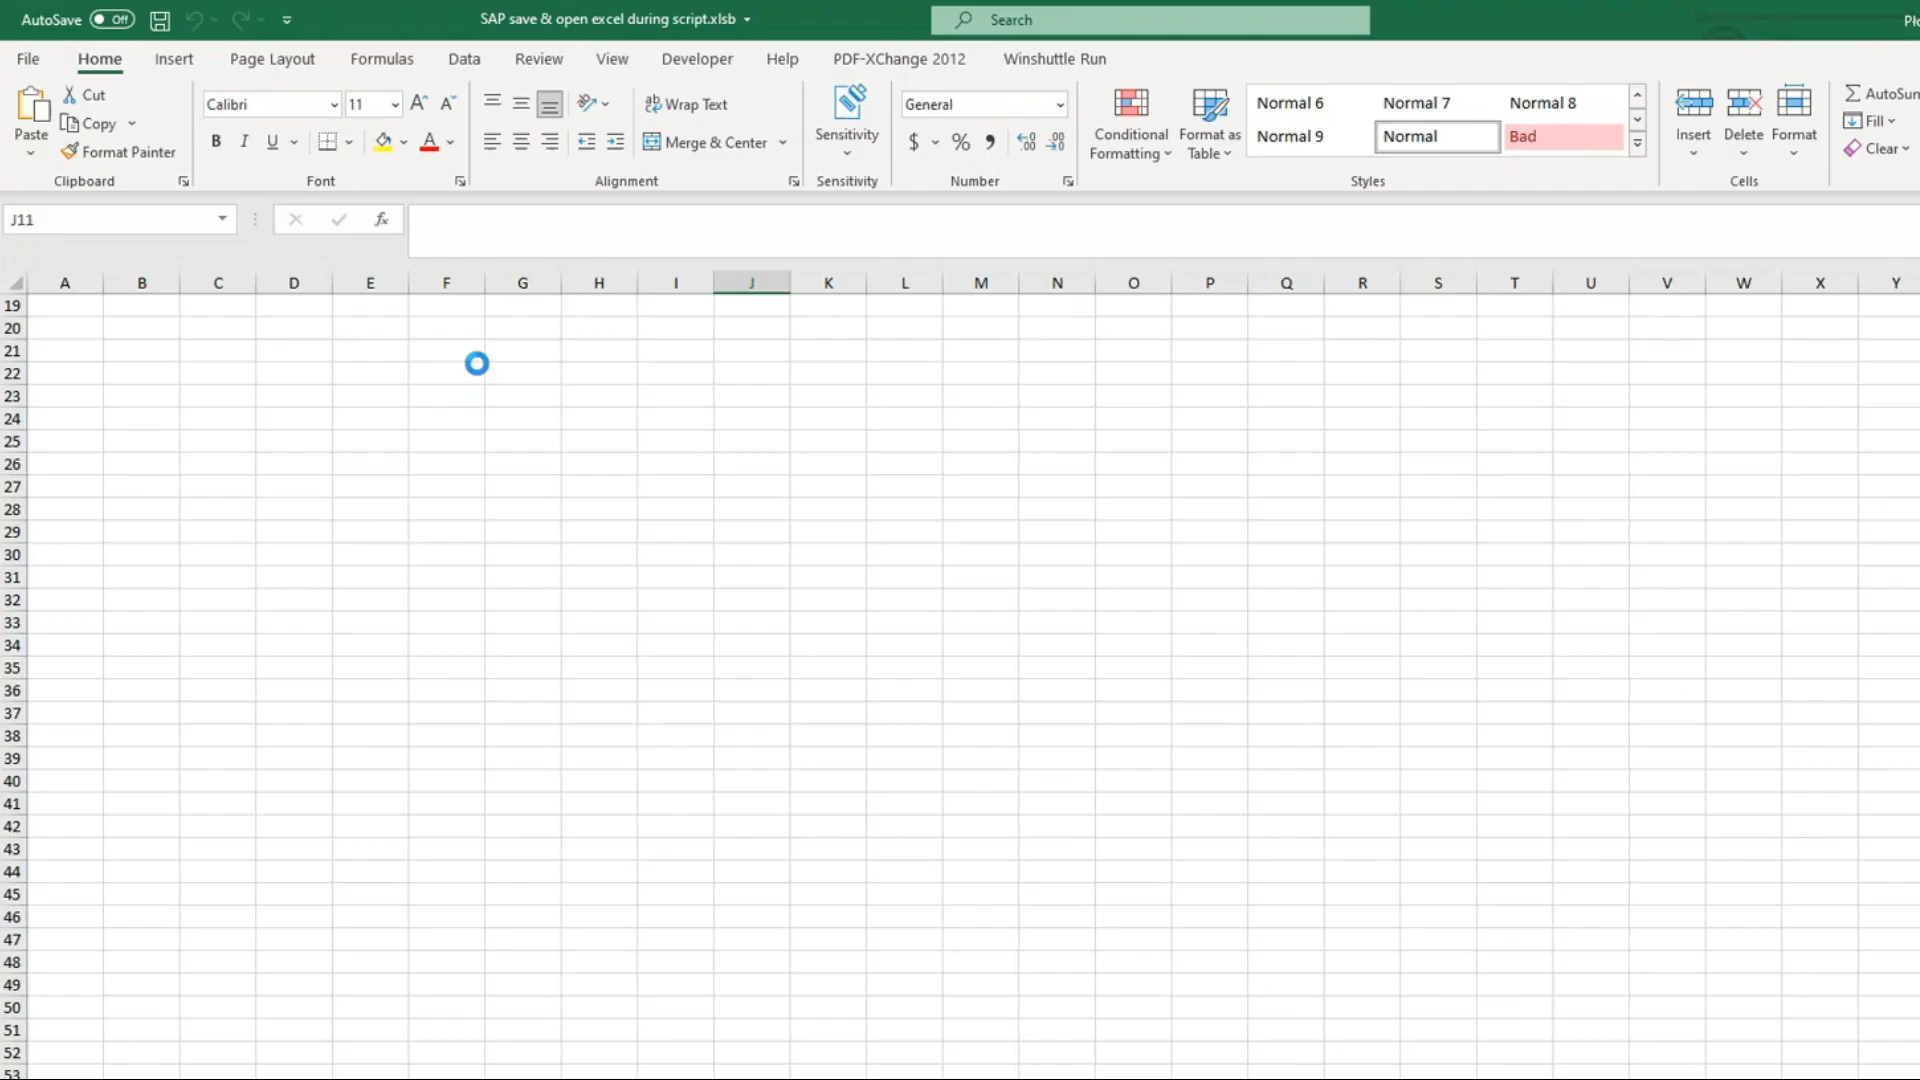 AutoSave Off SAP save & open excel during script.xlsb Search
File Home Insert Page Layout Formulas Data Review View Developer Help PDF-XChange 2012 Winshuttle Run
Paste
Cut
Copy
Format Painter
Clipboard
Calibri 11 A A
B I U A
Font
ab Wrap Text
Merge & Center
Alignment
Sensitivity
Sensitivity
General
$ %
Number
Conditional
Formatting
Format as
Table
Normal 6 Normal 7 Normal 8
Normal 9 Normal Bad
Styles
Insert Delete Format
Cells
Fill
Clear
J11 fx
A B C D E F G H I J K L M N O P Q R S T U V W X Y
19
20
21
22
23
24
25
26
27
28
29
30
31
32
33
34
35
36
37
38
39
40
41
42
43
44
45
46
47
48
49
50
51
52
53